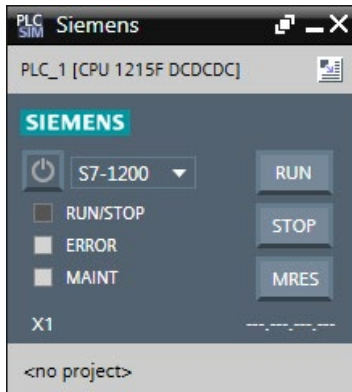 PLC SIM Siemens
PLC_1 [CPU 1215F DCDCDC]
SIEMENS
S7-1200 RUN
RUN/STOP
STOP
ERROR
MAINT MRES
X1 ---.---.---.---
<no project>